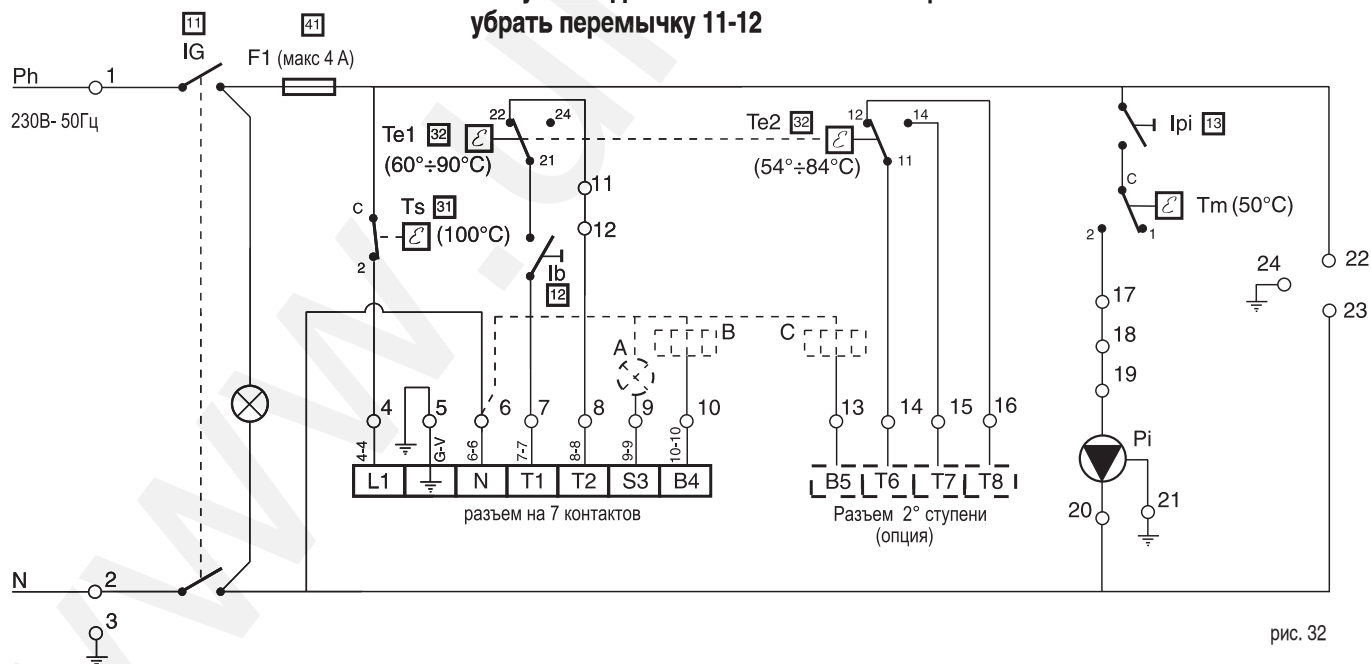 убрать перемычку 11-12
11
41
IG
F1 (макс 4 А)
Ph
1
230В- 50Гц
22
24
Te1 32 ℰ
(60°÷90°C)
21
12
14
Te2 32 ℰ
(54°÷84°C)
11
Ipi 13
C
ℰ Tm (50°C)
2
1
11
12
C
Ts 31
ℰ (100°C)
2
Ib
12
24
22
23
17
18
19
A
B
C
4
5
6
7
8
9
10
13
14
15
16
4-4
G-V
6-6
7-7
8-8
9-9
10-10
L1
N
T1
T2
S3
B4
B5
T6
T7
T8
разъем на 7 контактов
Разъем 2° ступени
(опция)
Pi
20
21
N
2
3
рис. 32
www.u